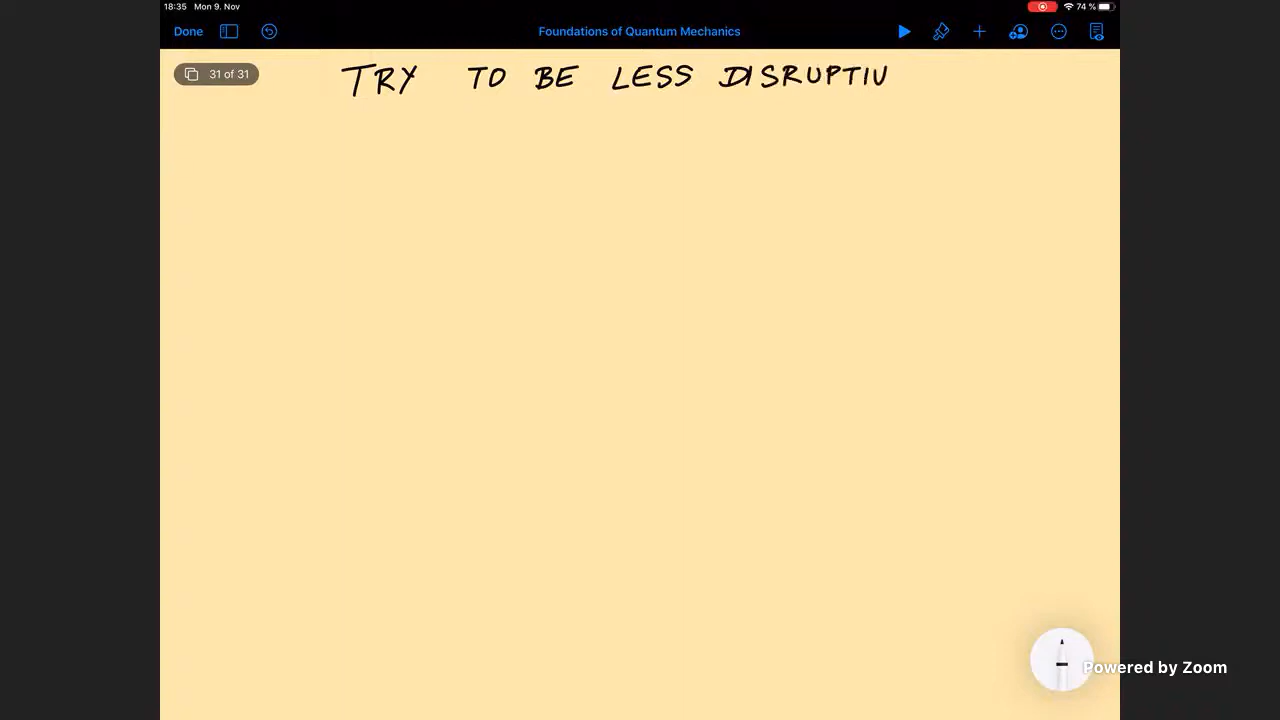 18:35 Mon 9. Nov 74 %
Done Foundations of Quantum Mechanics
31 of 31 TRY TO BE LESS DISRUPTIV
Powered by Zoom